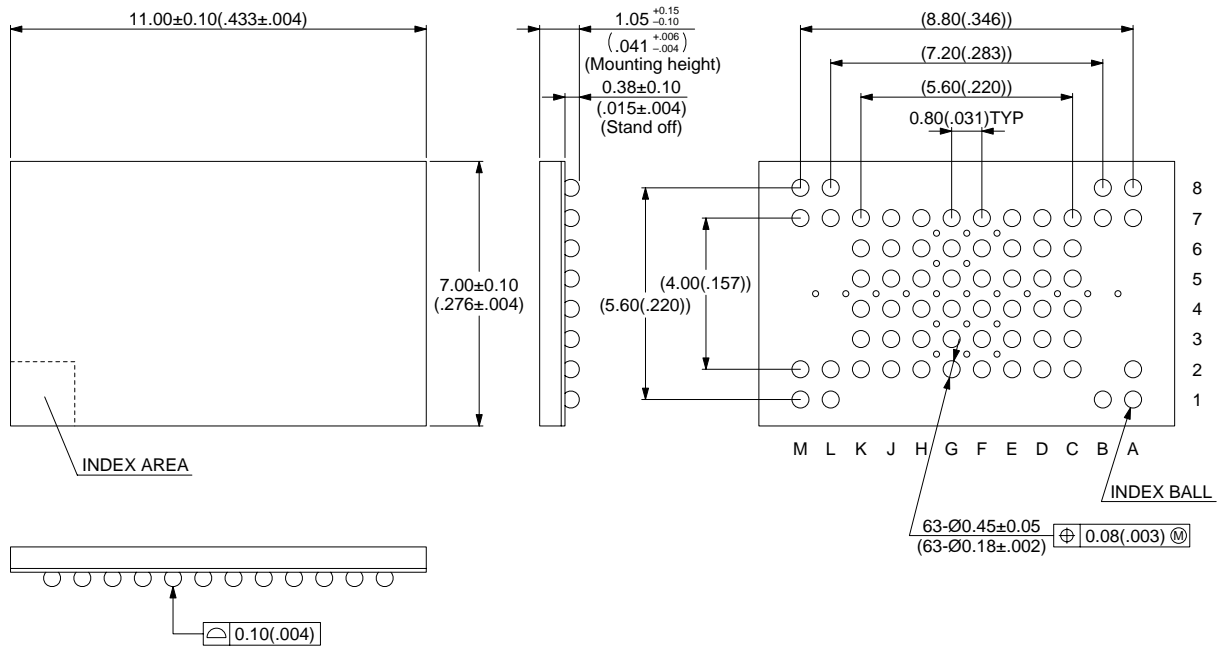 11.00±0.10(.433±.004)
1.05 +0.15 −0.10
(.041 +.006 −.004)
(Mounting height)
0.38±0.10
(.015±.004)
(Stand off)
(8.80(.346))
(7.20(.283))
(5.60(.220))
0.80(.031)TYP
7.00±0.10
(.276±.004)
(5.60(.220))
(4.00(.157))
8
7
6
5
4
3
2
1
M L K J H G F E D C B A
INDEX AREA
INDEX BALL
63-Ø0.45±0.05
(63-Ø0.18±.002)
⌖ 0.08(.003) Ⓜ
⌓ 0.10(.004)